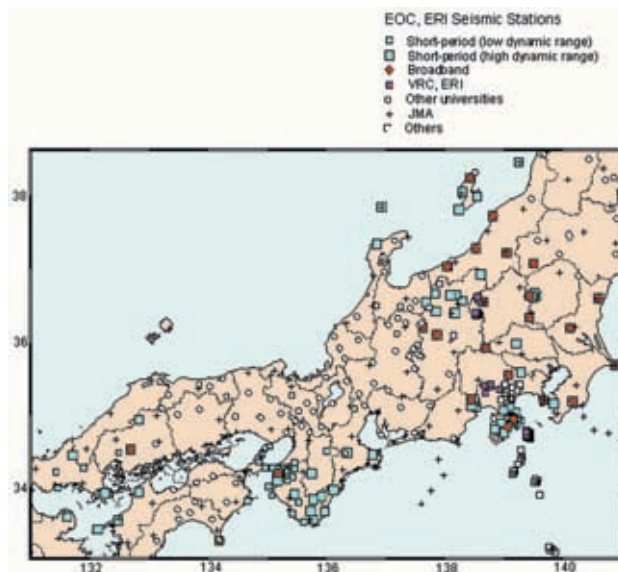 EOC, ERI Seismic Stations
Short-period (low dynamic range)
Short-period (high dynamic range)
Broadband
VRC, ERI
Other universities
JMA
Others
38
36
34
132
134
136
138
140